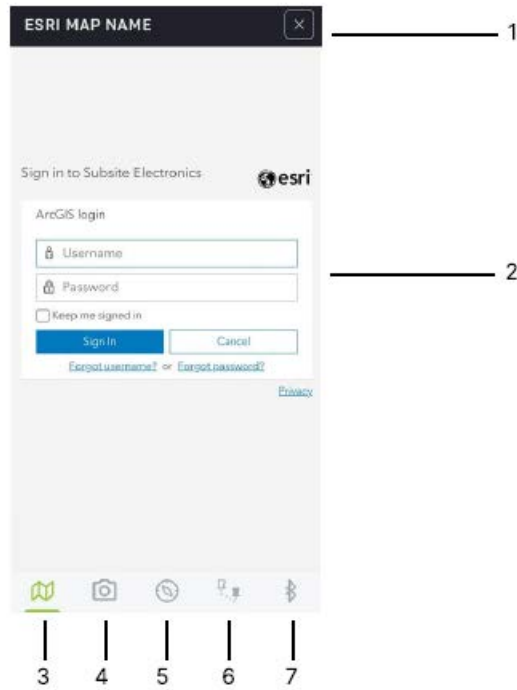 ESRI MAP NAME
1
Sign in to Subsite Electronics
esri
ArcGIS login
Username
2
Password
Keep me signed in
Sign In Cancel
Forgot username? or Forgot password?
Privacy
3 4 5 6 7